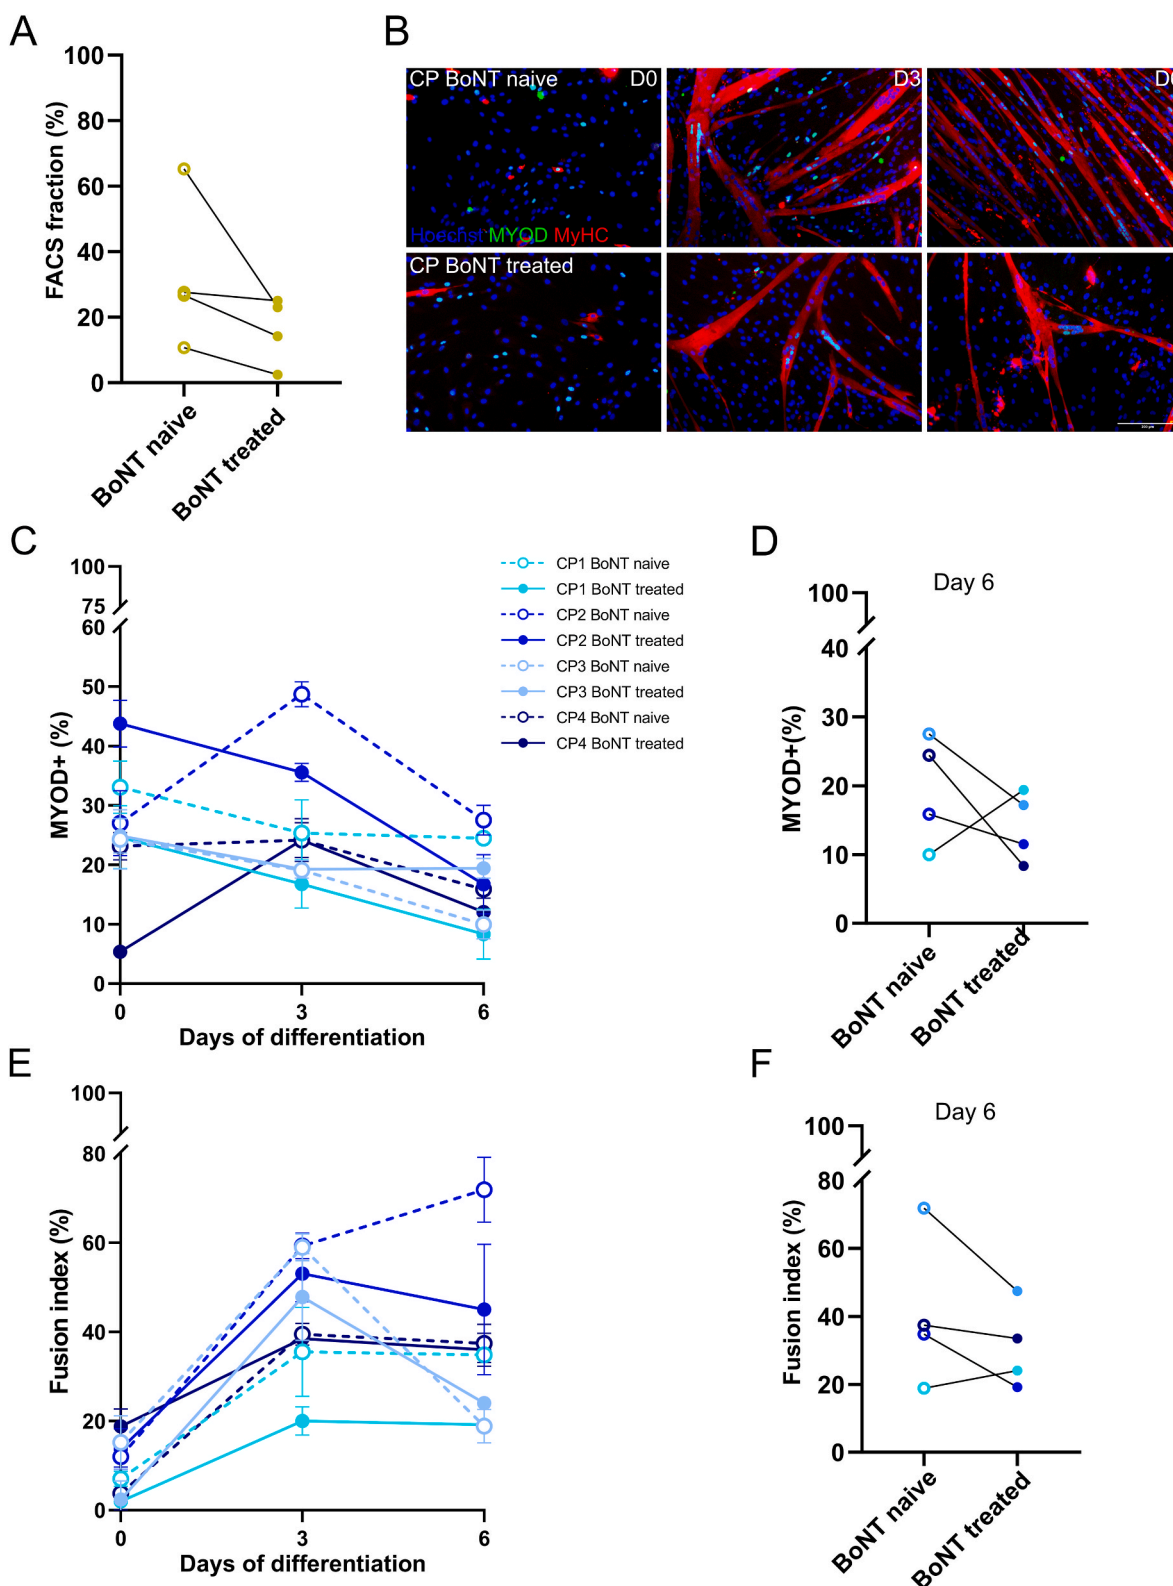 A
100
80
60
40
20
0
FACS fraction (%)
BoNT naive
BoNT treated
B
CP BoNT naive
D0
D3
D
Hoechst MYOD MyHC
CP BoNT treated
C
100
75
60
50
40
30
20
10
0
MYOD+ (%)
0
3
6
Days of differentiation
CP1 BoNT naive
CP1 BoNT treated
CP2 BoNT naive
CP2 BoNT treated
CP3 BoNT naive
CP3 BoNT treated
CP4 BoNT naive
CP4 BoNT treated
D
Day 6
100
40
30
20
10
0
MYOD+(%)
BoNT naive
BoNT treated
E
100
80
60
40
20
0
Fusion index (%)
0
3
6
Days of differentiation
F
Day 6
100
80
60
40
20
0
Fusion index (%)
BoNT naive
BoNT treated